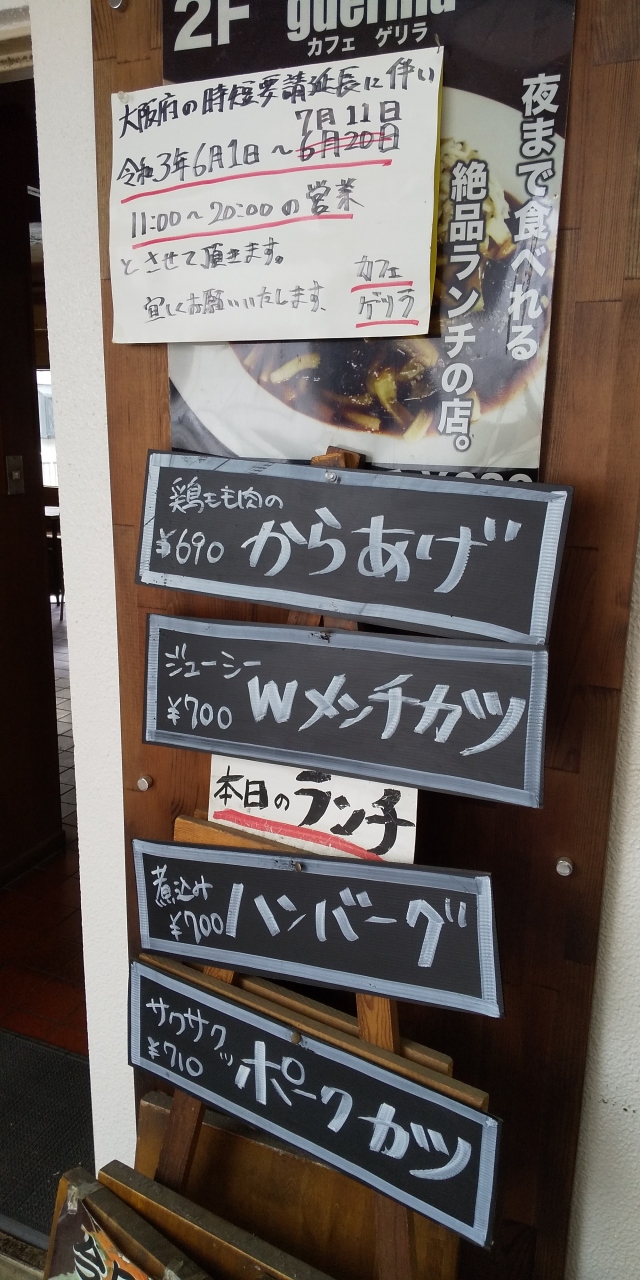 2F
guerilla
カフェ ゲリラ
大阪府の時短要請延長に伴い
7月11日
令和3年6月1日～6月20日
11:00～20:00の営業
とさせて頂きます。
宜しくお願いいたします。
カフェ
ゲリラ
夜まで食べれる
絶品ランチの店。
鶏もも肉の
¥690 からあげ
ジューシー
¥700 Wメンチカツ
本日のランチ
煮込み
¥700 ハンバーグ
サクサクッ
¥710 ポークカツ